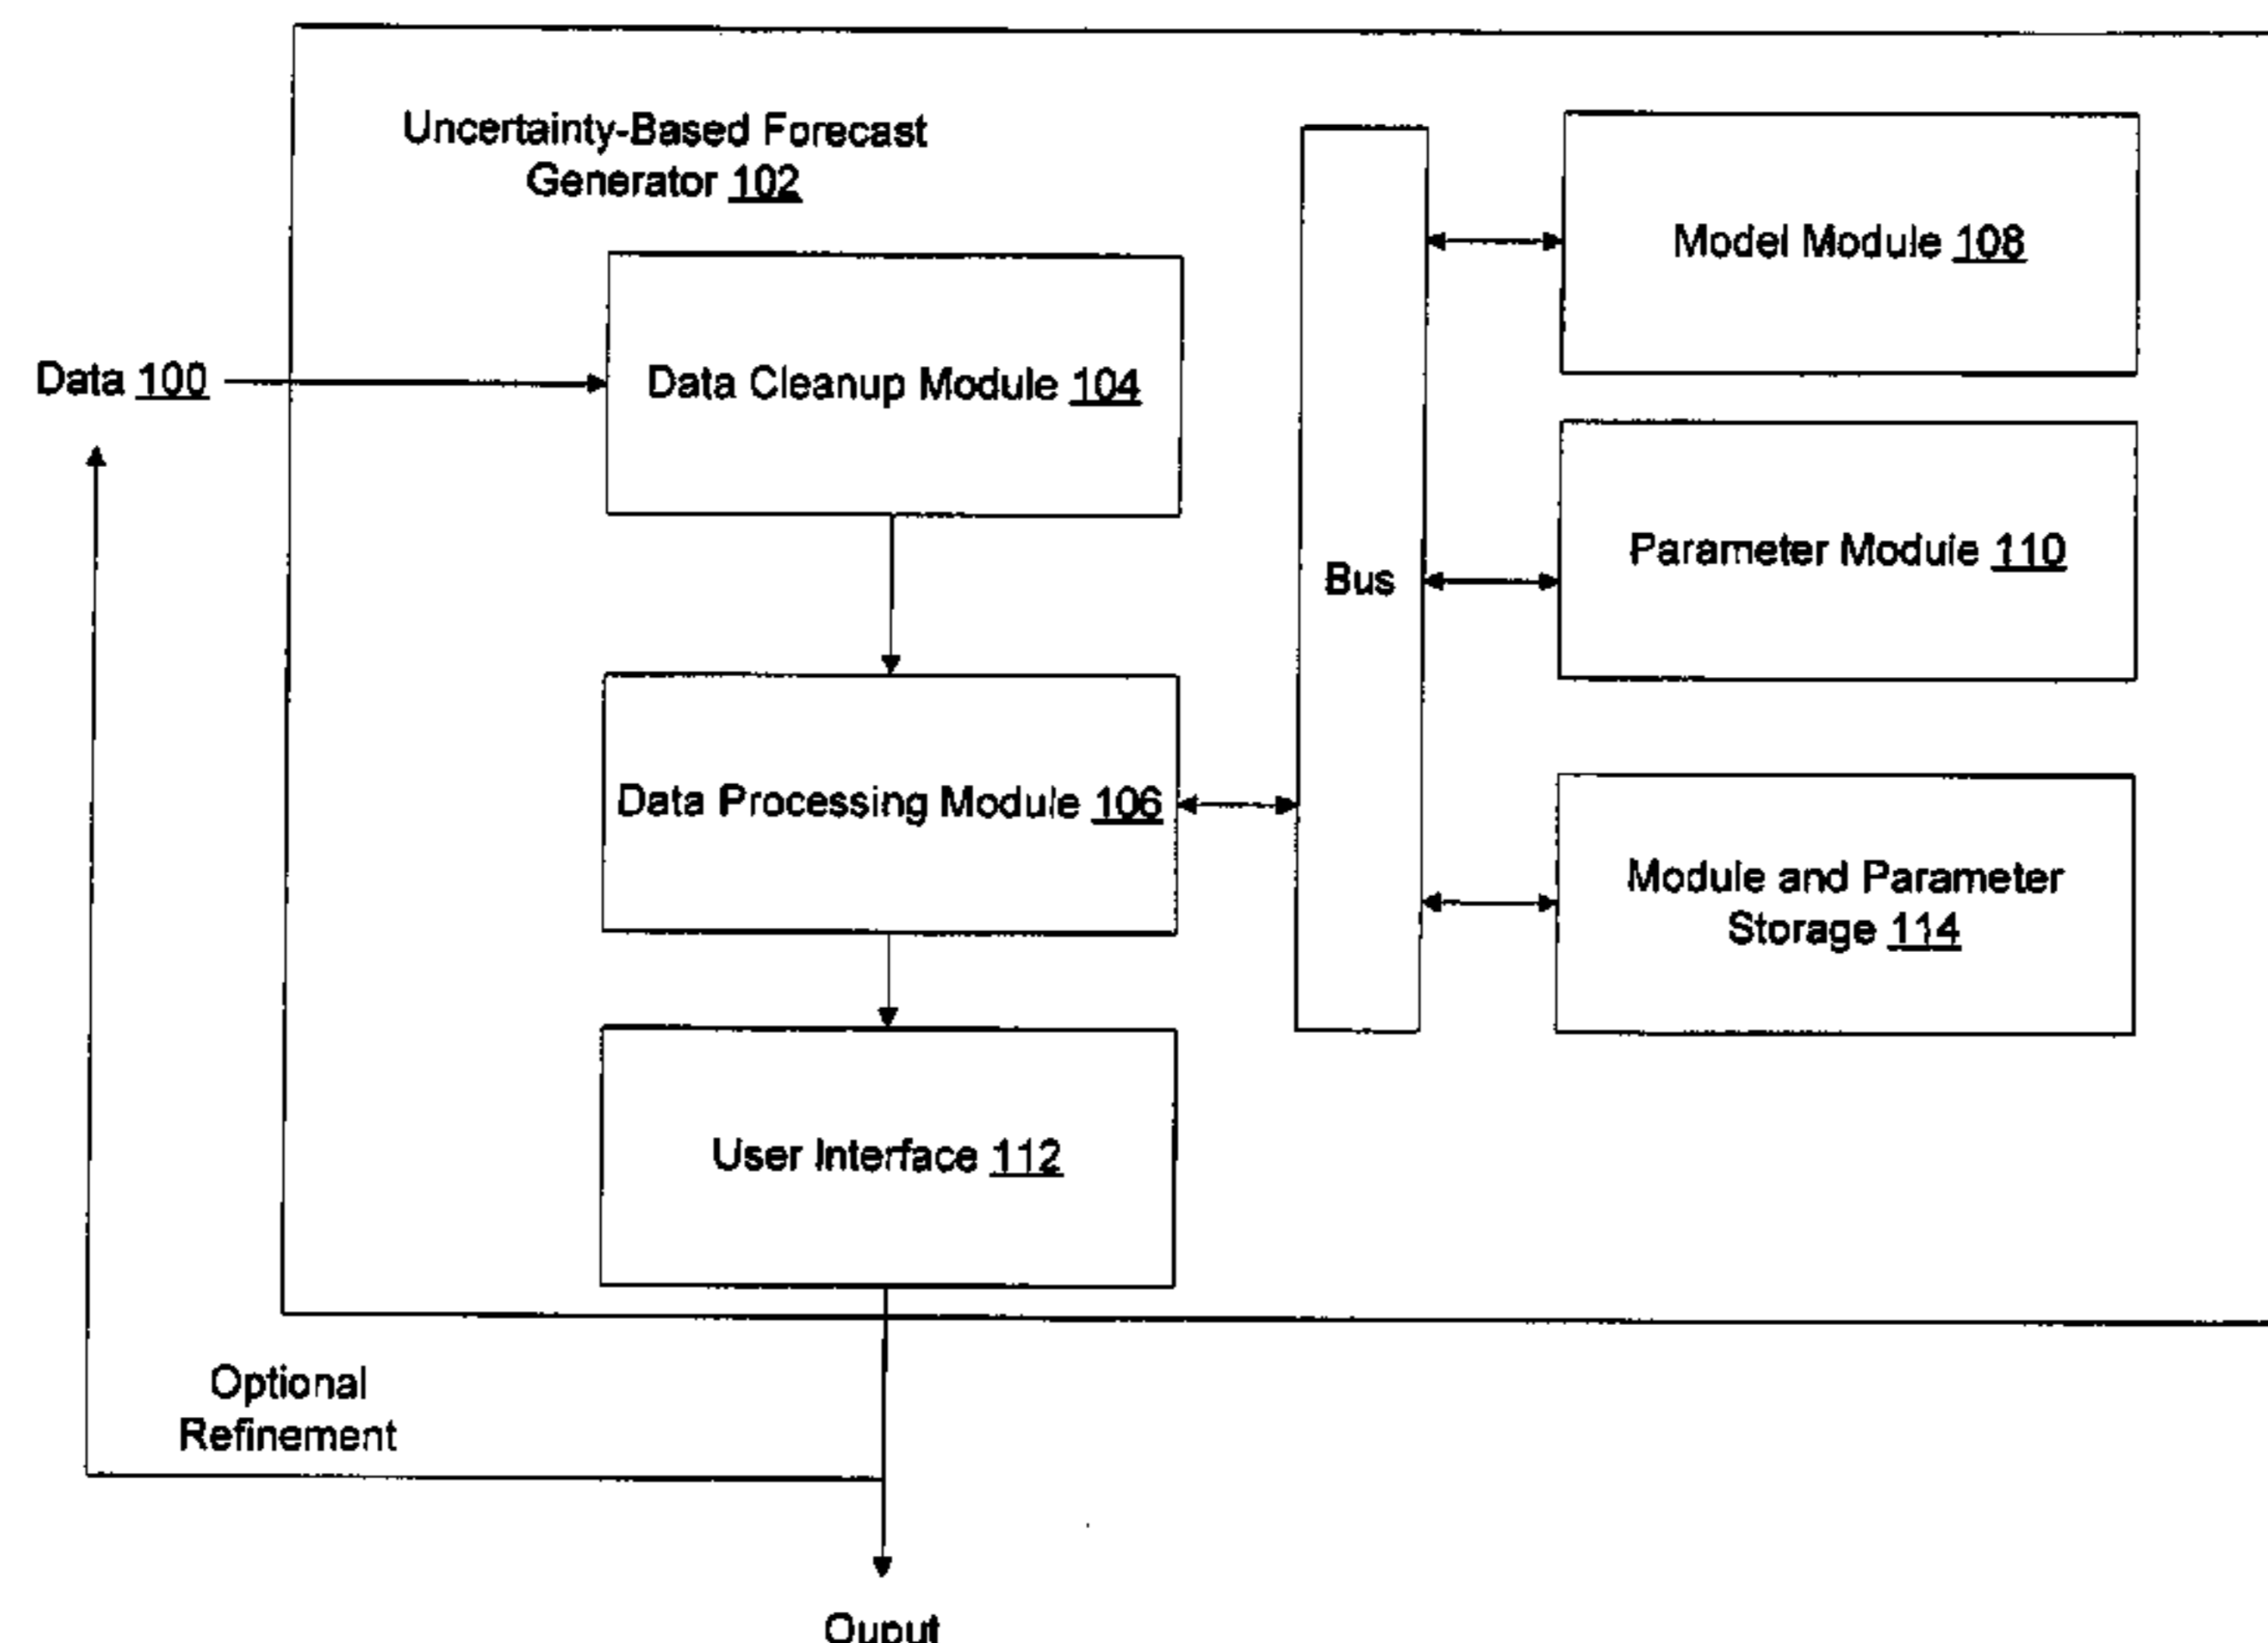 Uncertainty-Based Forecast
Generator 102
Data 100
Data Cleanup Module 104
Data Processing Module 106
User Interface 112
Bus
Model Module 108
Parameter Module 110
Module and Parameter
Storage 114
Optional
Refinement
Ouput